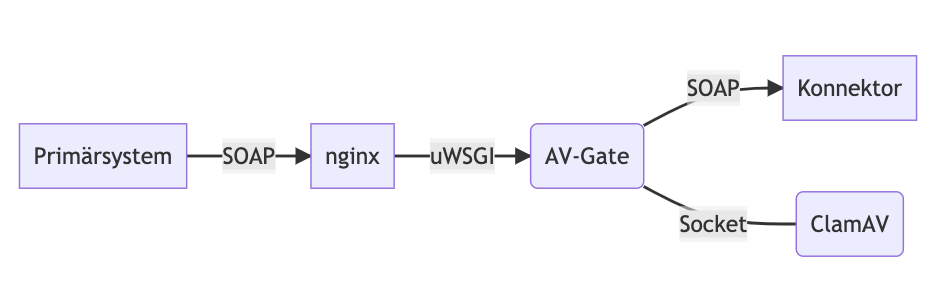 Primärsystem
SOAP
nginx
uWSGI
AV-Gate
SOAP
Konnektor
Socket
ClamAV